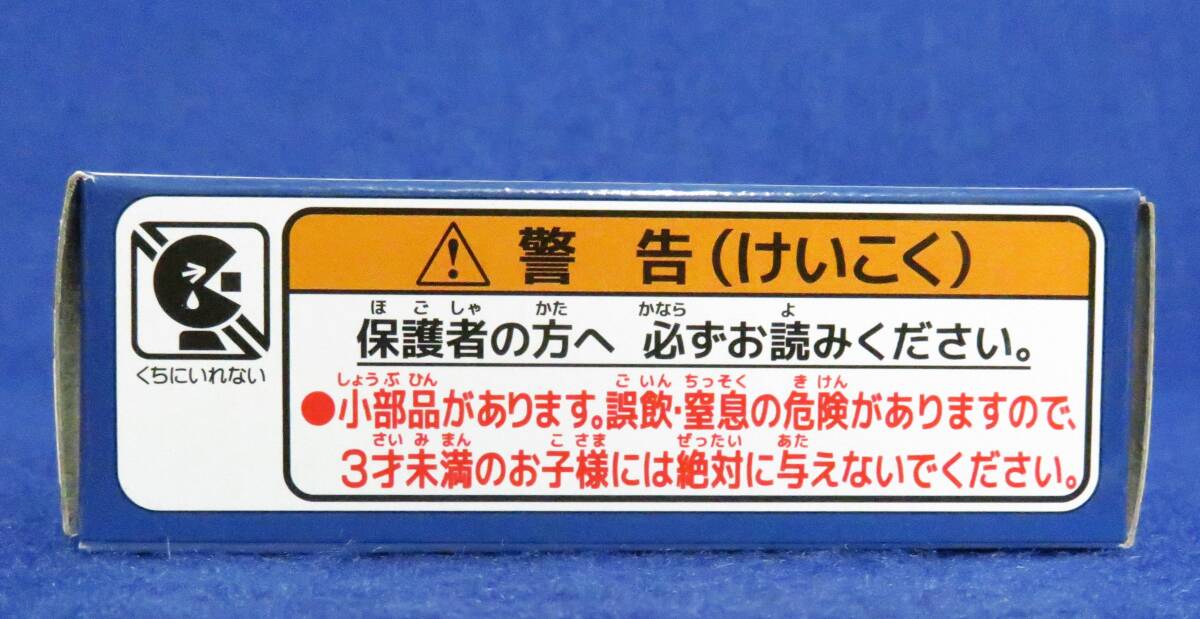 くちにいれない
警告(けいこく)
ほごしゃ かた かなら よ
保護者の方へ 必ずお読みください。
しょうぶひん ごいん ちっそく きけん
●小部品があります。誤飲・窒息の危険がありますので、
さいみまん こさま ぜったい あた
3才未満のお子様には絶対に与えないでください。